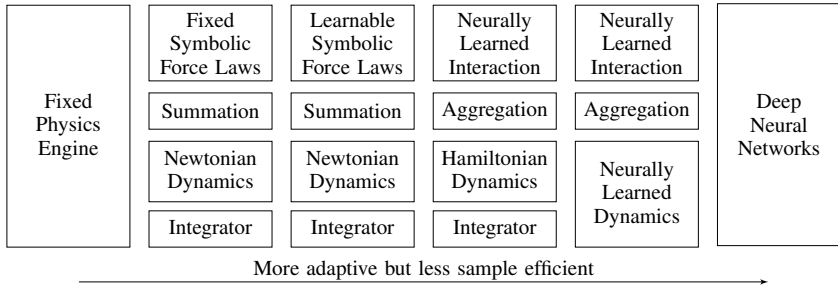 Fixed
Physics
Engine
Fixed
Symbolic
Force Laws
Summation
Newtonian
Dynamics
Integrator
Learnable
Symbolic
Force Laws
Summation
Newtonian
Dynamics
Integrator
Neurally
Learned
Interaction
Aggregation
Hamiltonian
Dynamics
Integrator
Neurally
Learned
Interaction
Aggregation
Neurally
Learned
Dynamics
Deep
Neural
Networks
More adaptive but less sample efficient